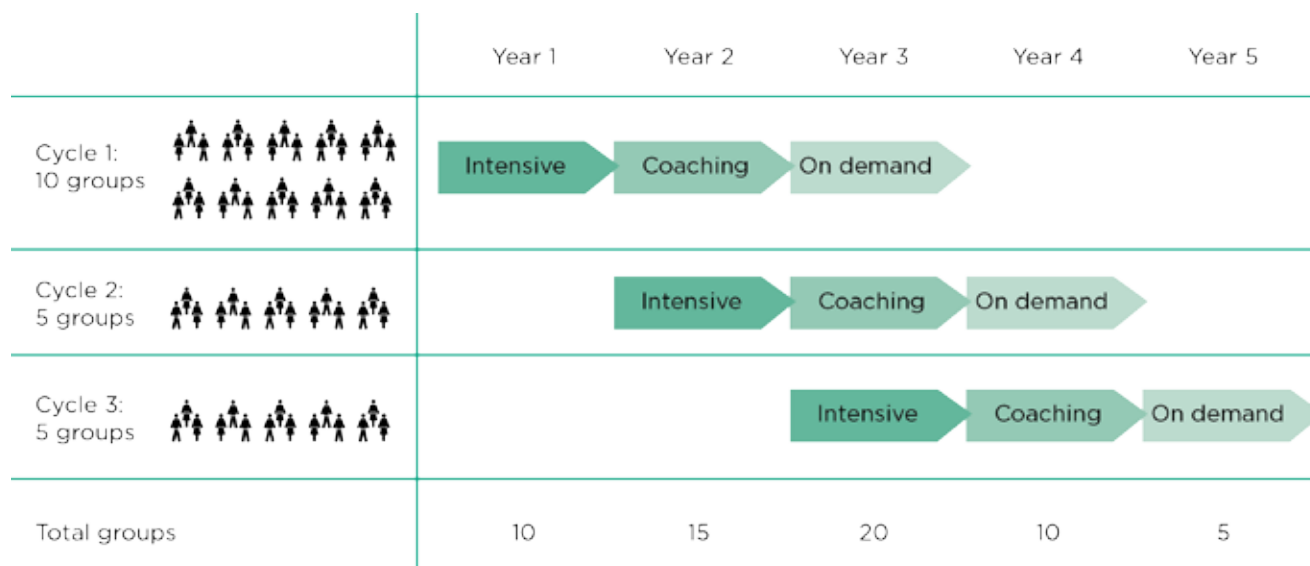 Year 1 Year 2 Year 3 Year 4 Year 5
Cycle 1:
10 groups
Intensive Coaching On demand
Cycle 2:
5 groups
Intensive Coaching On demand
Cycle 3:
5 groups
Intensive Coaching On demand
Total groups 10 15 20 10 5